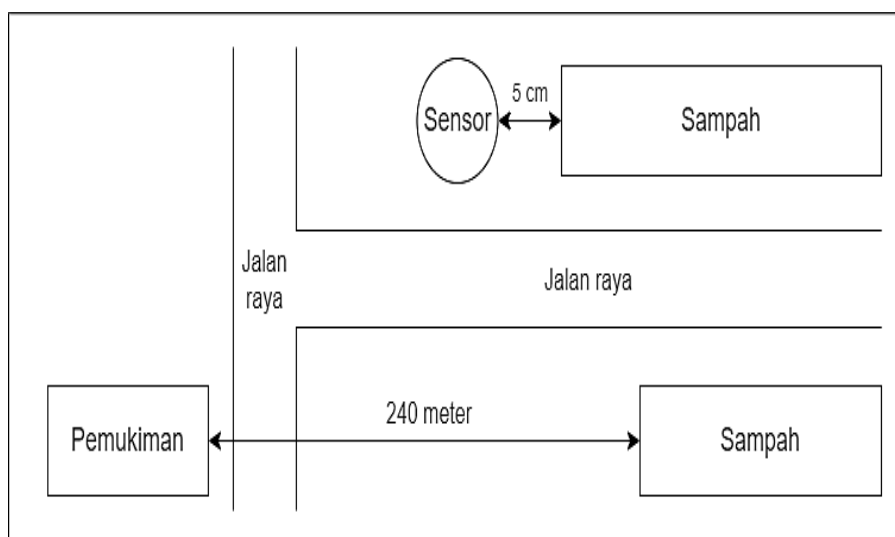 5 cm
Sensor
Sampah
Jalan
raya
Jalan raya
240 meter
Pemukiman
Sampah